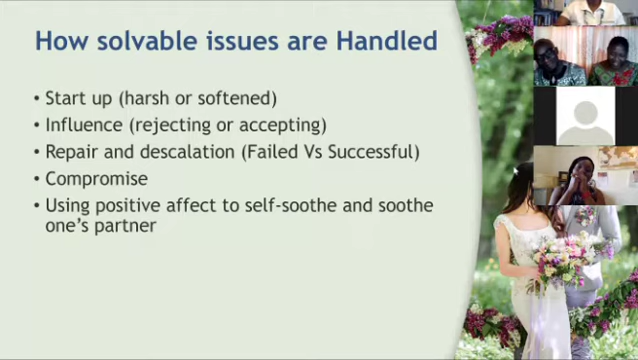 How solvable issues are Handled
• Start up (harsh or softened)
• Influence (rejecting or accepting)
• Repair and descalation (Failed Vs Successful)
• Compromise
• Using positive affect to self-soothe and soothe
one's partner